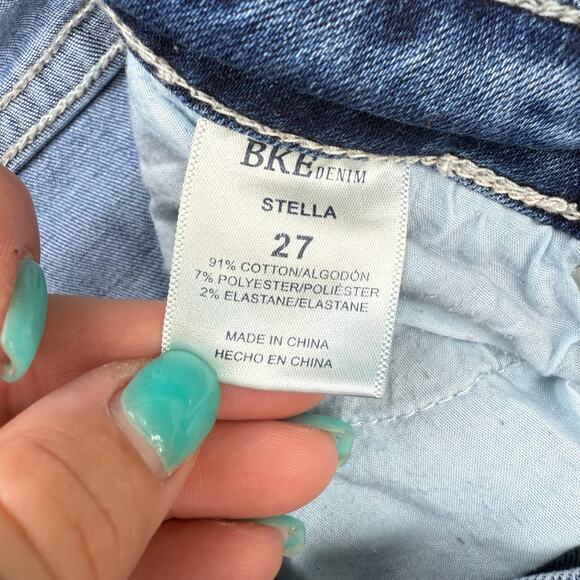 BKE DENIM
STELLA
27
91% COTTON/ALGODÓN
7% POLYESTER/POLIÉSTER
2% ELASTANE/ELASTANE
MADE IN CHINA
HECHO EN CHINA